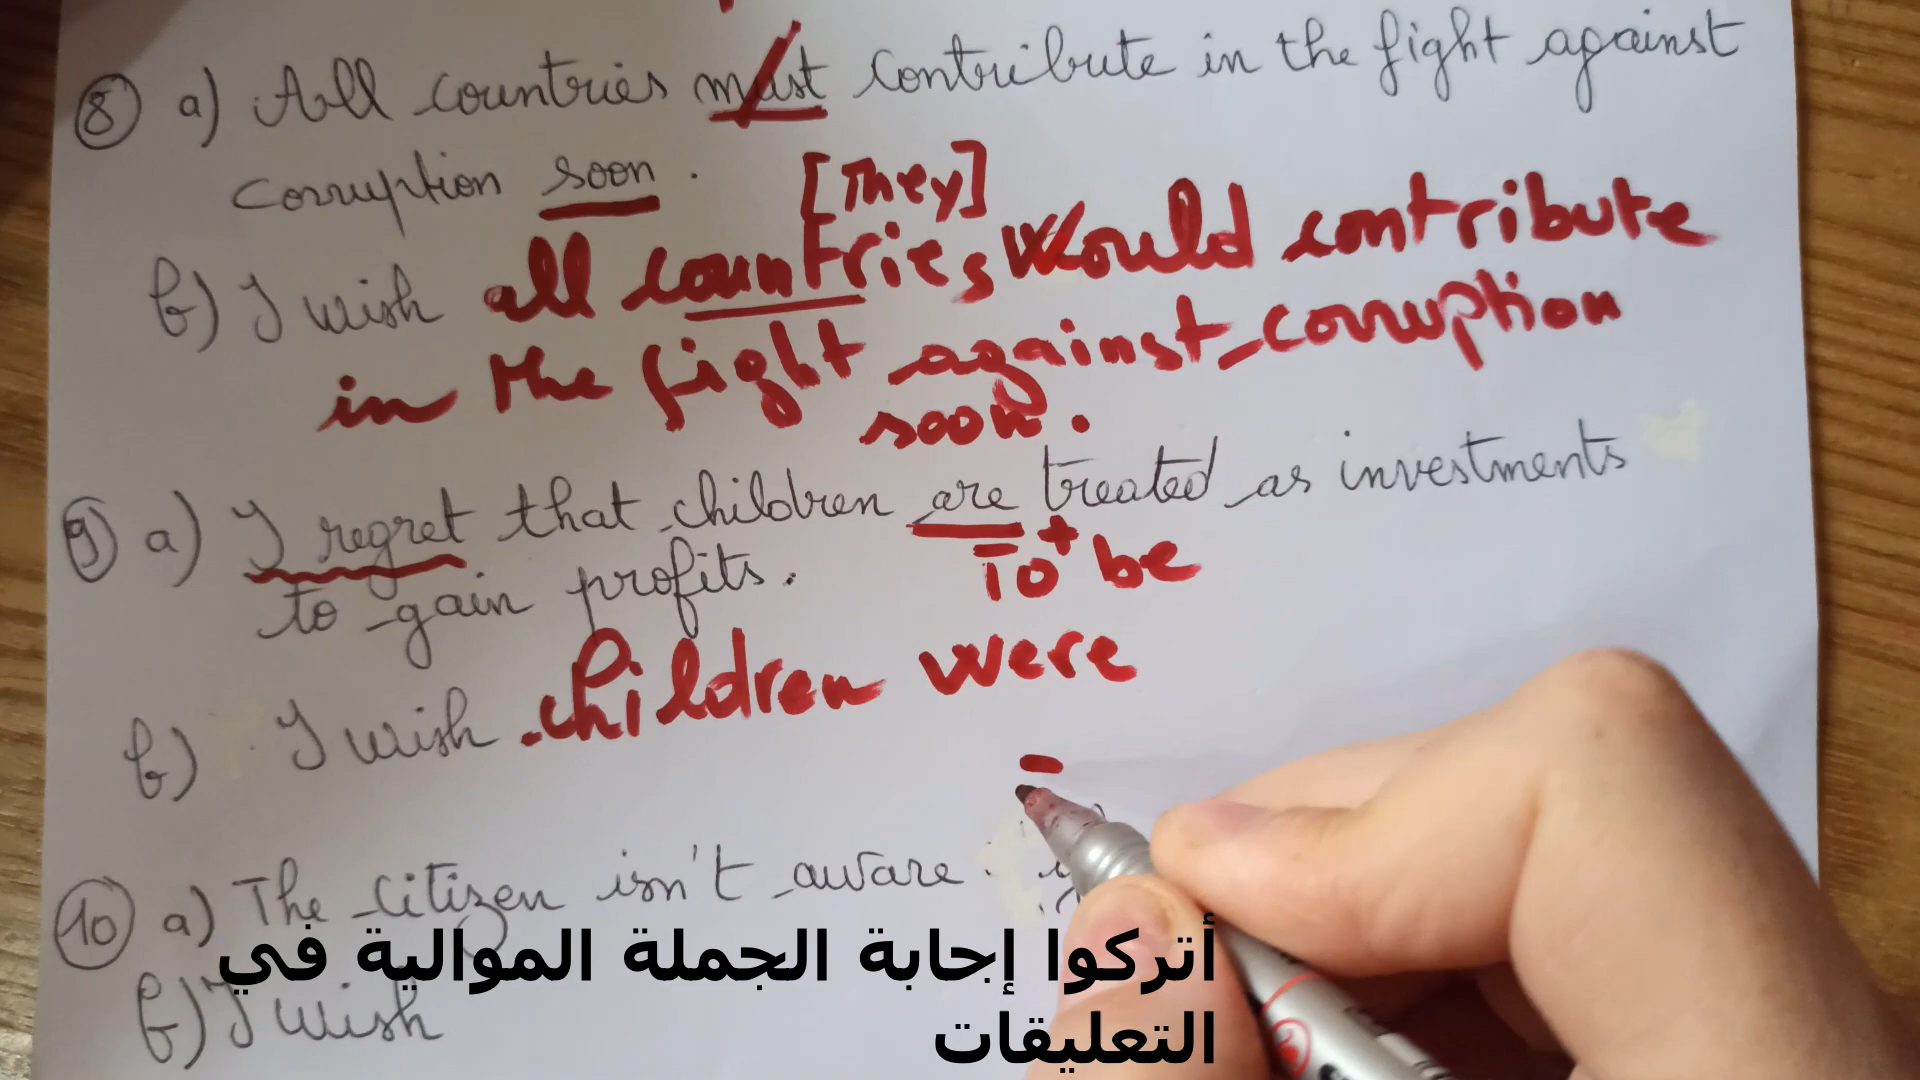 8 a) All countries must contribute in the fight against
corruption soon.
[They]
b) I wish all countries would contribute
in the fight against corruption
soon.
9 a) I regret that children are treated as investments
to gain profits.
To + be
b) I wish children were
10 a) The citizen isn't aware.
b) I wish
أتركوا إجابة الجملة الموالية في
التعليقات